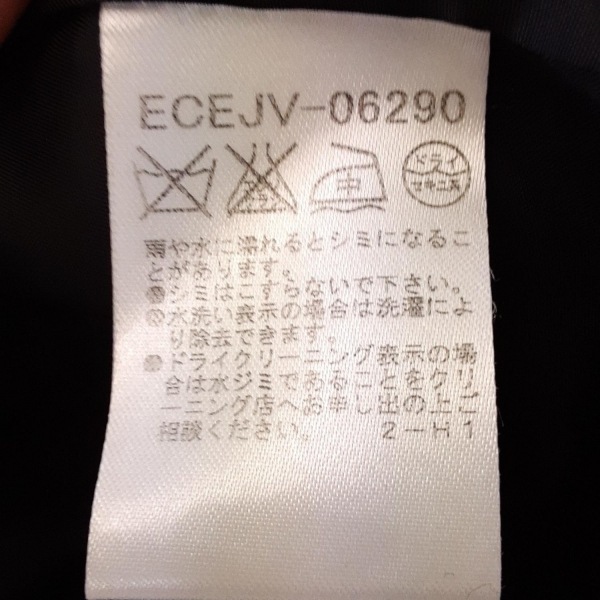 ECEJV-06290
中 ドライ
セキユ系
雨や水に濡れるとシミになるこ
とがあります。
●シミはこすらないで下さい。
●水洗い表示の場合は洗濯によ
り除去できます。
●ドライクリーニング表示の場
合は水ジミであることをクリ
ーニング店へお申し出の上ご
相談ください。 2-H1